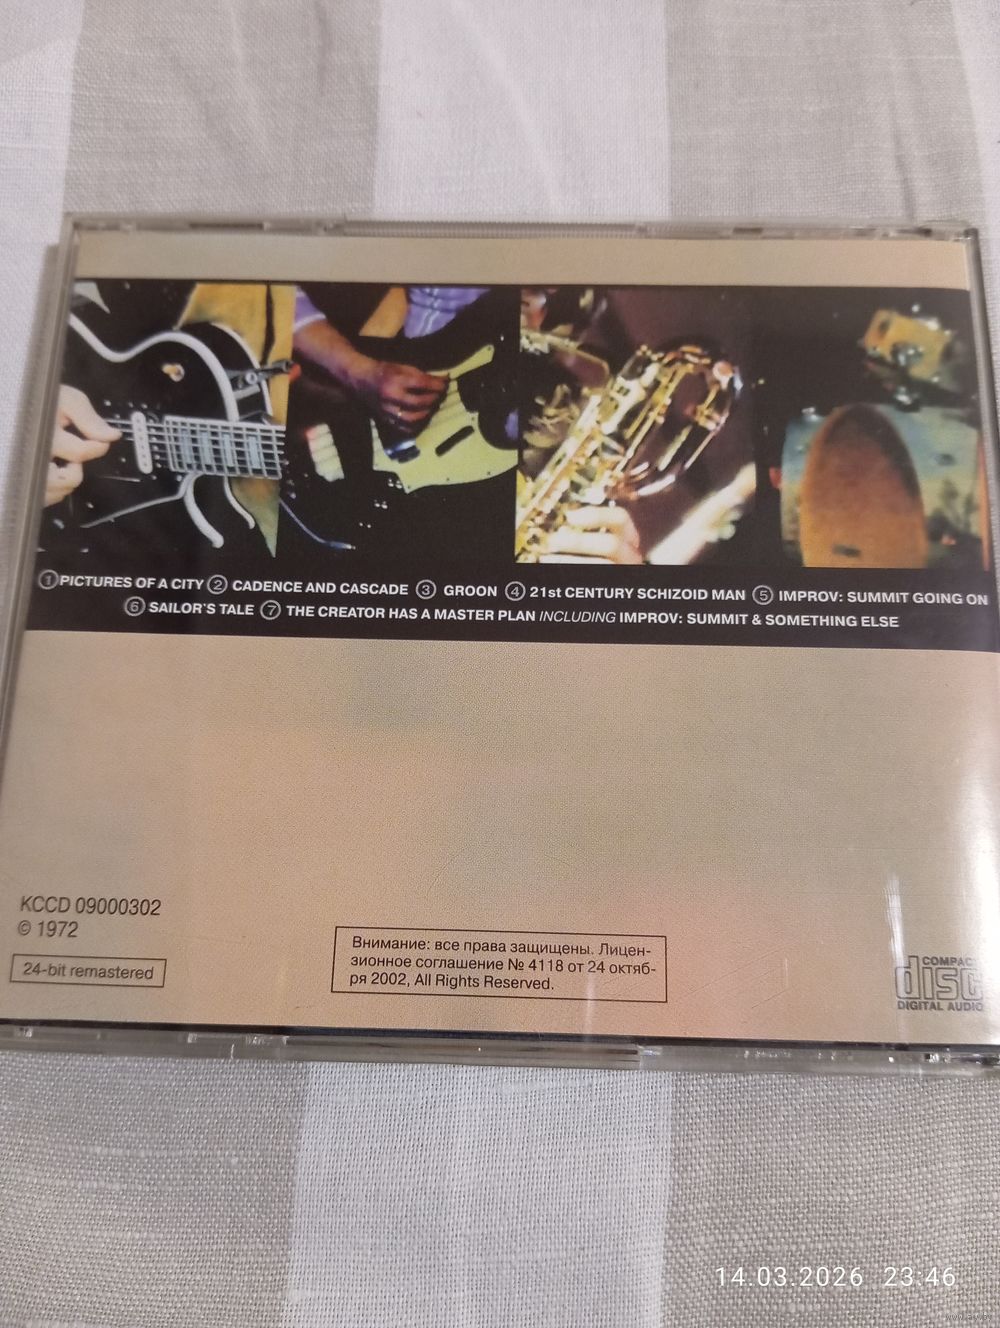 ① PICTURES OF A CITY ② CADENCE AND CASCADE ③ GROON ④ 21st CENTURY SCHIZOID MAN ⑤ IMPROV: SUMMIT GOING ON
⑥ SAILOR`S TALE ⑦ THE CREATOR HAS A MASTER PLAN INCLUDING IMPROV: SUMMIT & SOMETHING ELSE
KCCD 09000302
© 1972
24-bit remastered
Внимание: все права защищены. Лицен-
зионное соглашение № 4118 от 24 октяб-
ря 2002, All Rights Reserved.
COMPACT
disc
DIGITAL AUDIO
14.03.2026 23:46